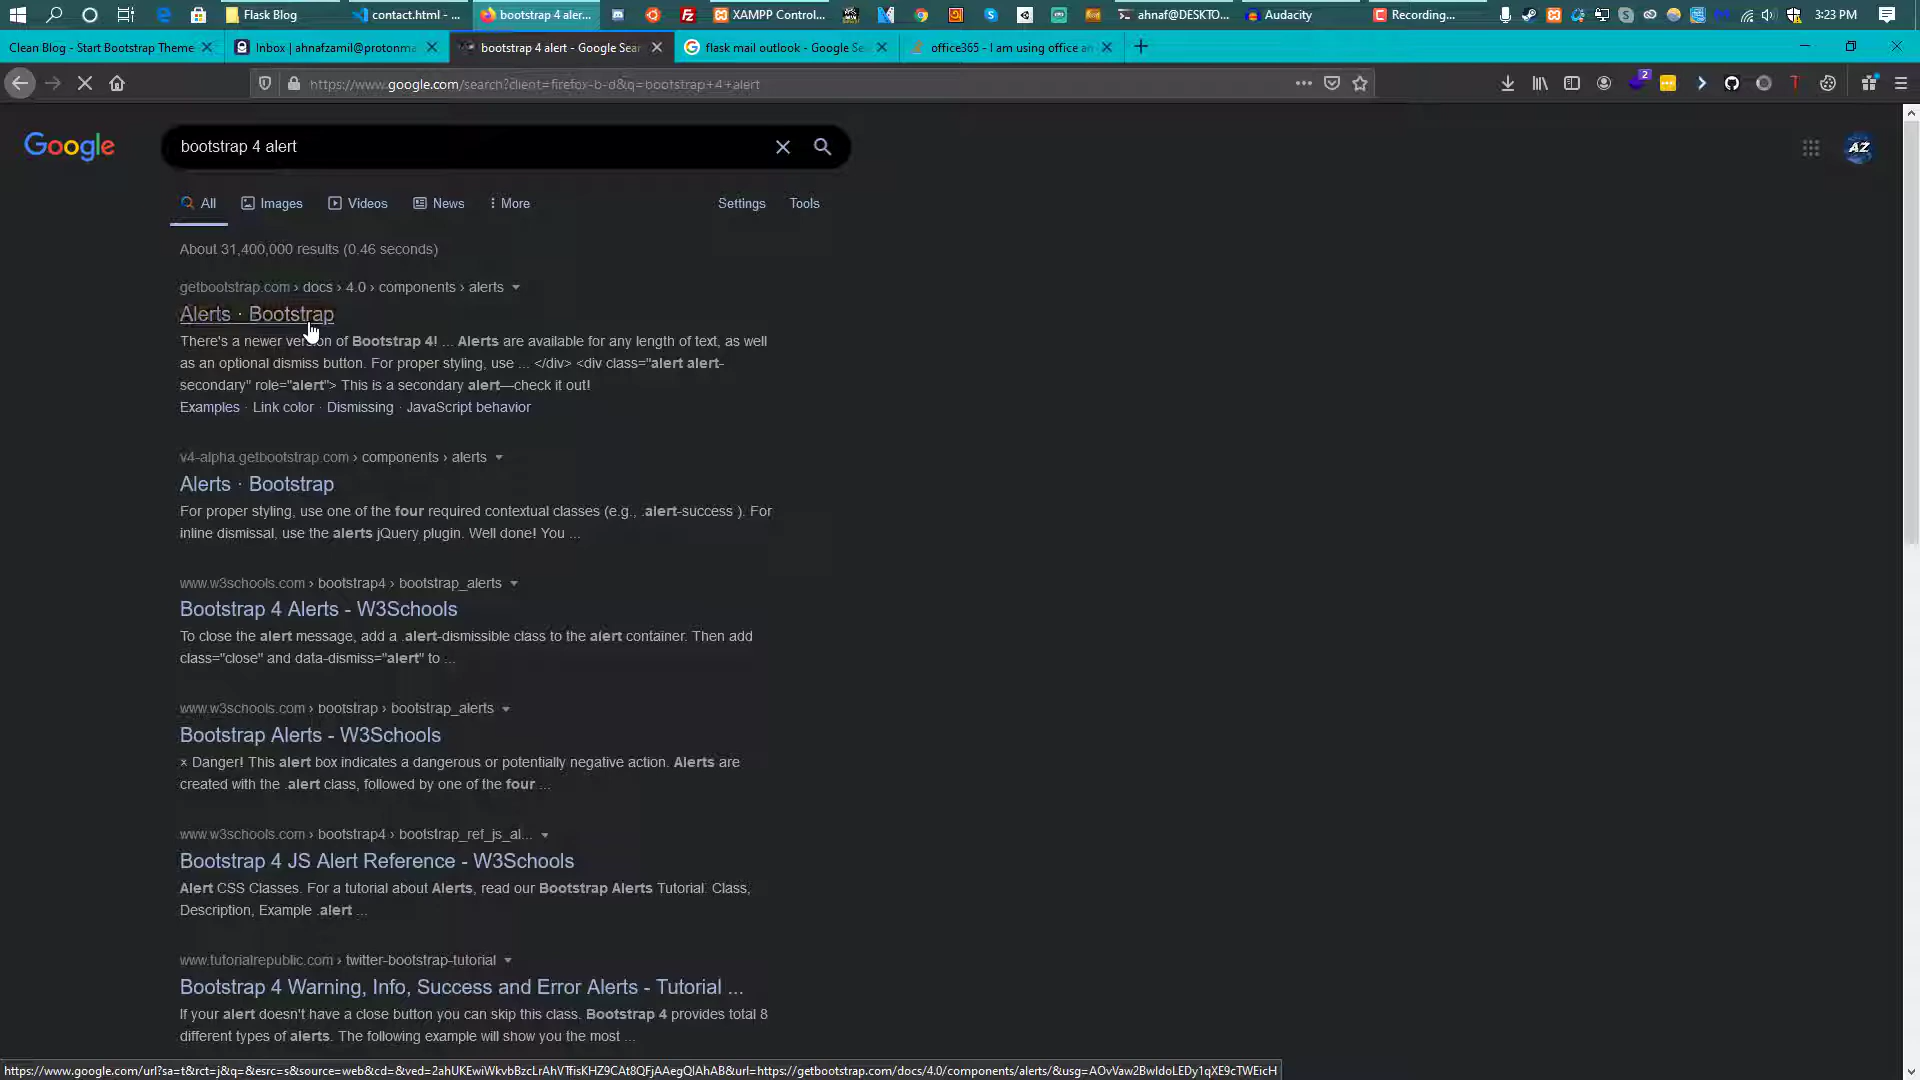 Flask Blog
contact.html - ...
bootstrap 4 aler...
XAMPP Control...
ahnaf@DESKTO...
Audacity
Recording...
3:23 PM
Clean Blog - Start Bootstrap Theme
Inbox | ahnafzamil@protonma
bootstrap 4 alert - Google Sear
flask mail outlook - Google Se
office365 - I am using office an
https://www.google.com/search?client=firefox-b-d&q=bootstrap+4+alert
2
Google
bootstrap 4 alert
AZ
All
Images
Videos
News
More
Settings
Tools
About 31,400,000 results (0.46 seconds)
getbootstrap.com › docs › 4.0 › components › alerts
Alerts · Bootstrap
There's a newer version of Bootstrap 4! ... Alerts are available for any length of text, as well
as an optional dismiss button. For proper styling, use ... </div> <div class="alert alert-
secondary" role="alert"> This is a secondary alert—check it out!
Examples · Link color · Dismissing · JavaScript behavior
v4-alpha.getbootstrap.com › components › alerts
Alerts · Bootstrap
For proper styling, use one of the four required contextual classes (e.g., .alert-success ). For
inline dismissal, use the alerts jQuery plugin. Well done! You ...
www.w3schools.com › bootstrap4 › bootstrap_alerts
Bootstrap 4 Alerts - W3Schools
To close the alert message, add a .alert-dismissible class to the alert container. Then add
class="close" and data-dismiss="alert" to ...
www.w3schools.com › bootstrap › bootstrap_alerts
Bootstrap Alerts - W3Schools
× Danger! This alert box indicates a dangerous or potentially negative action. Alerts are
created with the .alert class, followed by one of the four ...
www.w3schools.com › bootstrap4 › bootstrap_ref_js_al...
Bootstrap 4 JS Alert Reference - W3Schools
Alert CSS Classes. For a tutorial about Alerts, read our Bootstrap Alerts Tutorial. Class,
Description, Example .alert ...
www.tutorialrepublic.com › twitter-bootstrap-tutorial
Bootstrap 4 Warning, Info, Success and Error Alerts - Tutorial ...
If your alert doesn't have a close button you can skip this class. Bootstrap 4 provides total 8
different types of alerts. The following example will show you the most ...